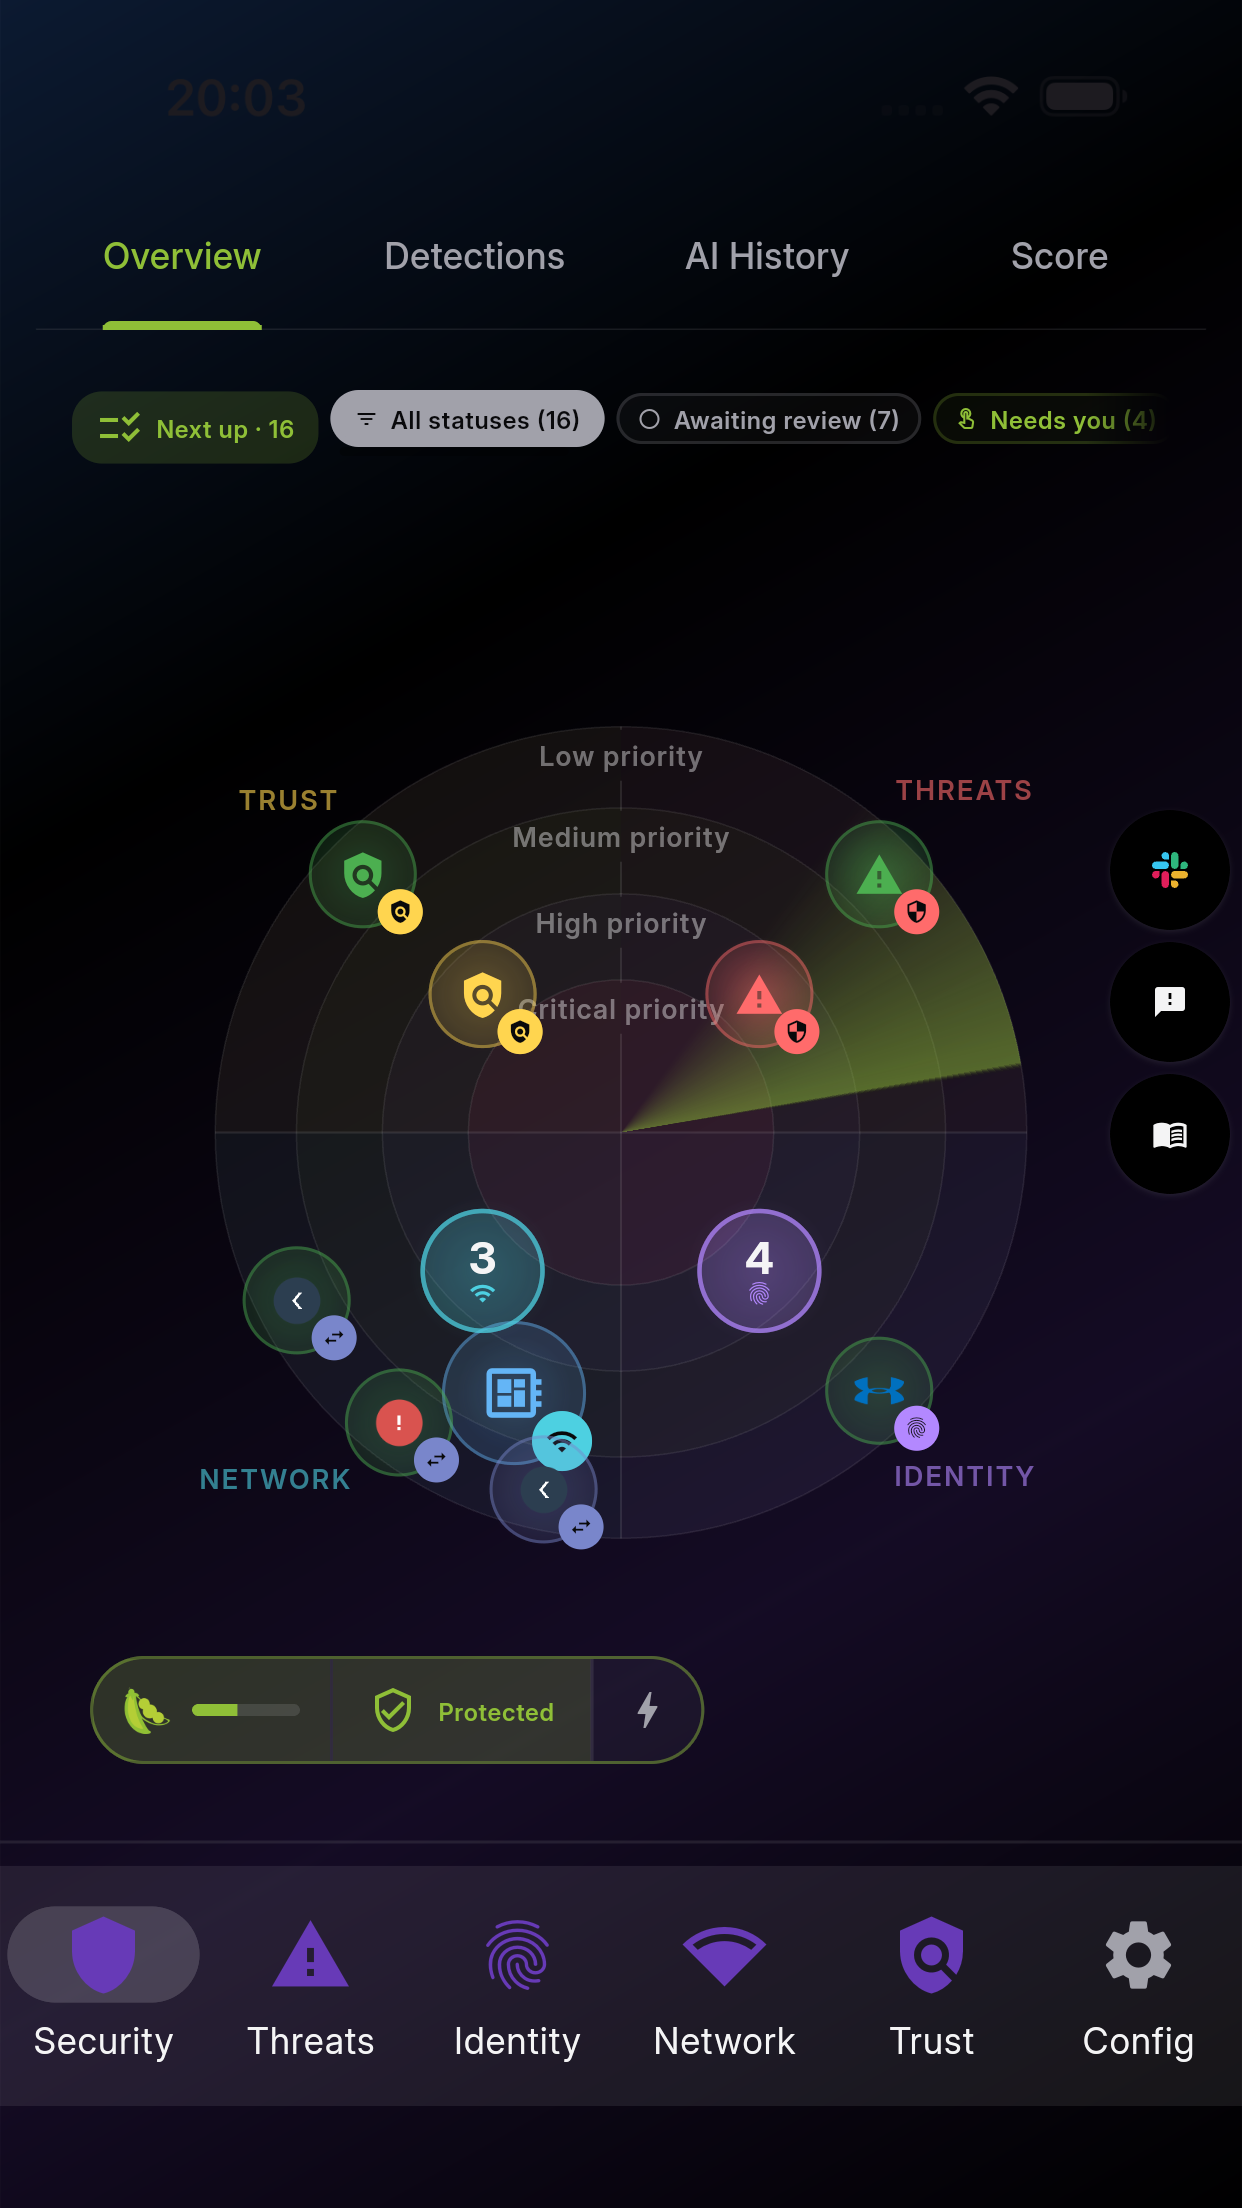 20:03
Overview
Detections
AI History
Score
Next up · 16
All statuses (16)
Awaiting review (7)
Needs you (4)
Low priority
TRUST
THREATS
Medium priority
High priority
Critical priority
3
4
NETWORK
IDENTITY
Protected
Security
Threats
Identity
Network
Trust
Config